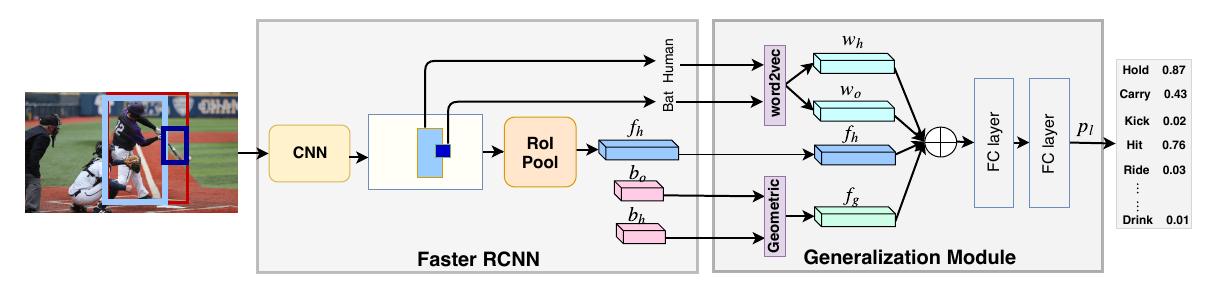 CNN
RoI
Pool
Human
Bat
f_h
b_o
b_h
Faster RCNN
word2vec
Geometric
w_h
w_o
f_h
f_g
FC layer
FC layer
p_l
Generalization Module
Hold 0.87
Carry 0.43
Kick 0.02
Hit 0.76
Ride 0.03
Drink 0.01